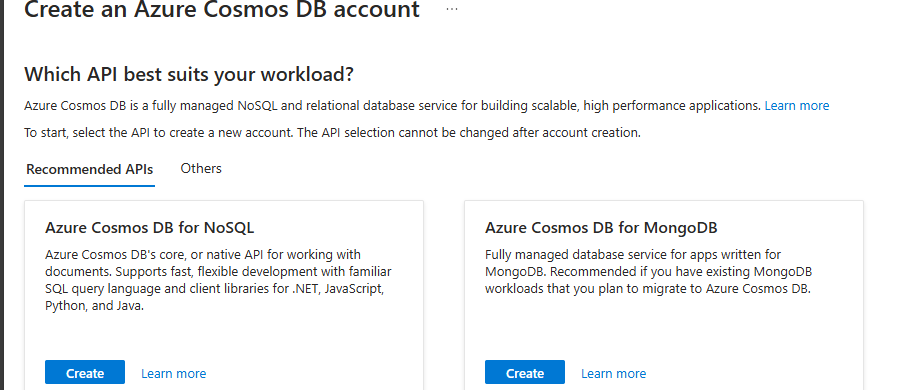 Create an Azure Cosmos DB account ...
Which API best suits your workload?
Azure Cosmos DB is a fully managed NoSQL and relational database service for building scalable, high performance applications. Learn more
To start, select the API to create a new account. The API selection cannot be changed after account creation.
Recommended APIs Others
Azure Cosmos DB for NoSQL
Azure Cosmos DB's core, or native API for working with
documents. Supports fast, flexible development with familiar
SQL query language and client libraries for .NET, JavaScript,
Python, and Java.
Create Learn more
Azure Cosmos DB for MongoDB
Fully managed database service for apps written for
MongoDB. Recommended if you have existing MongoDB
workloads that you plan to migrate to Azure Cosmos DB.
Create Learn more